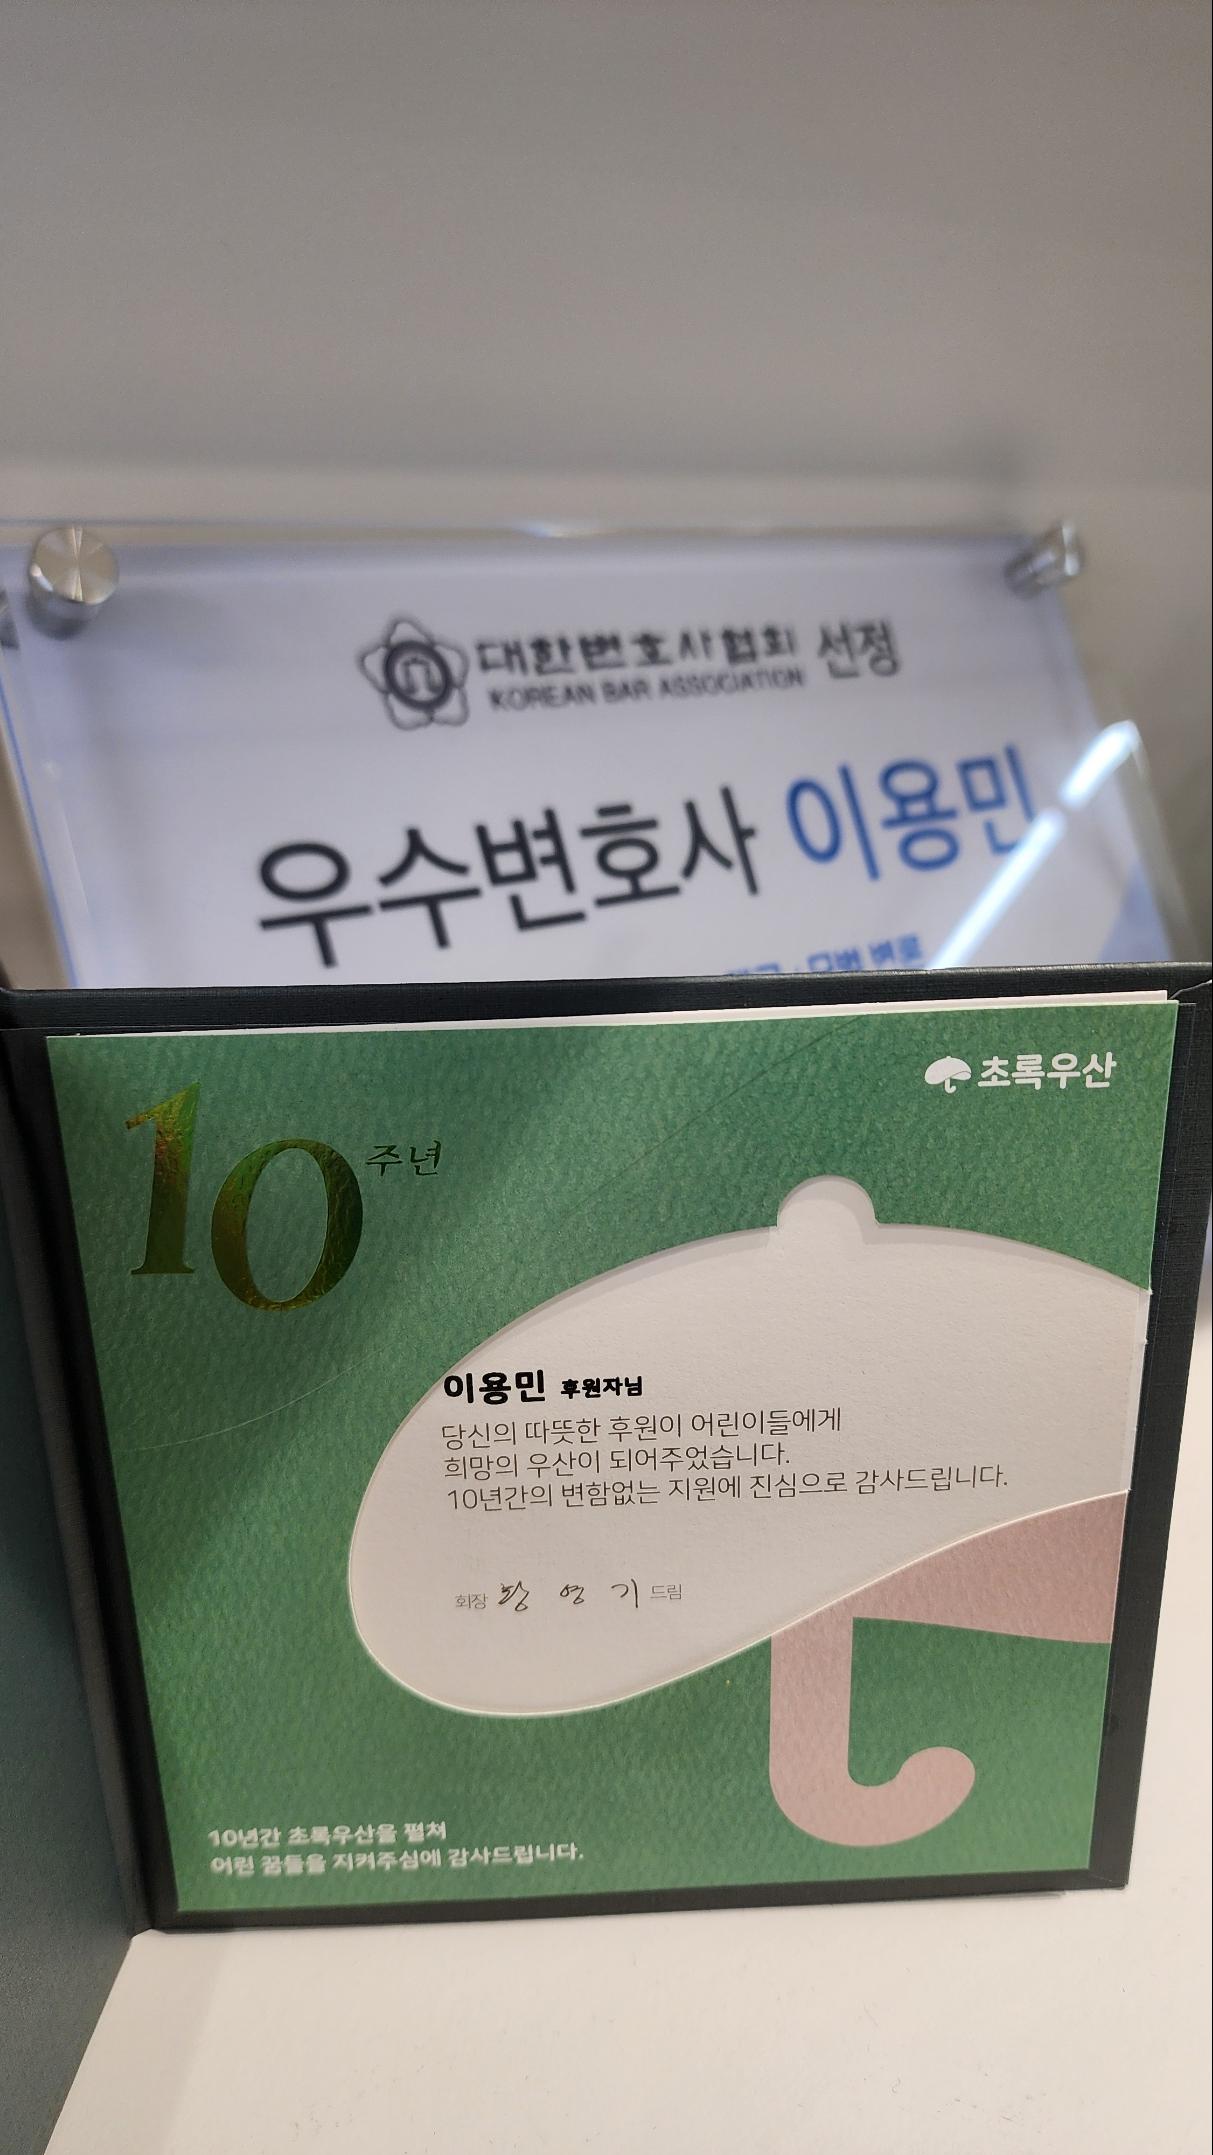 대한변호사협회 선정
KOREAN BAR ASSOCIATION
우수변호사 이용민
초록우산
10주년
이용민 후원자님
당신의 따뜻한 후원이 어린이들에게
희망의 우산이 되어주었습니다.
10년간의 변함없는 지원에 진심으로 감사드립니다.
회장 황영기 드림
10년간 초록우산을 펼쳐
어린 꿈들을 지켜주심에 감사드립니다.